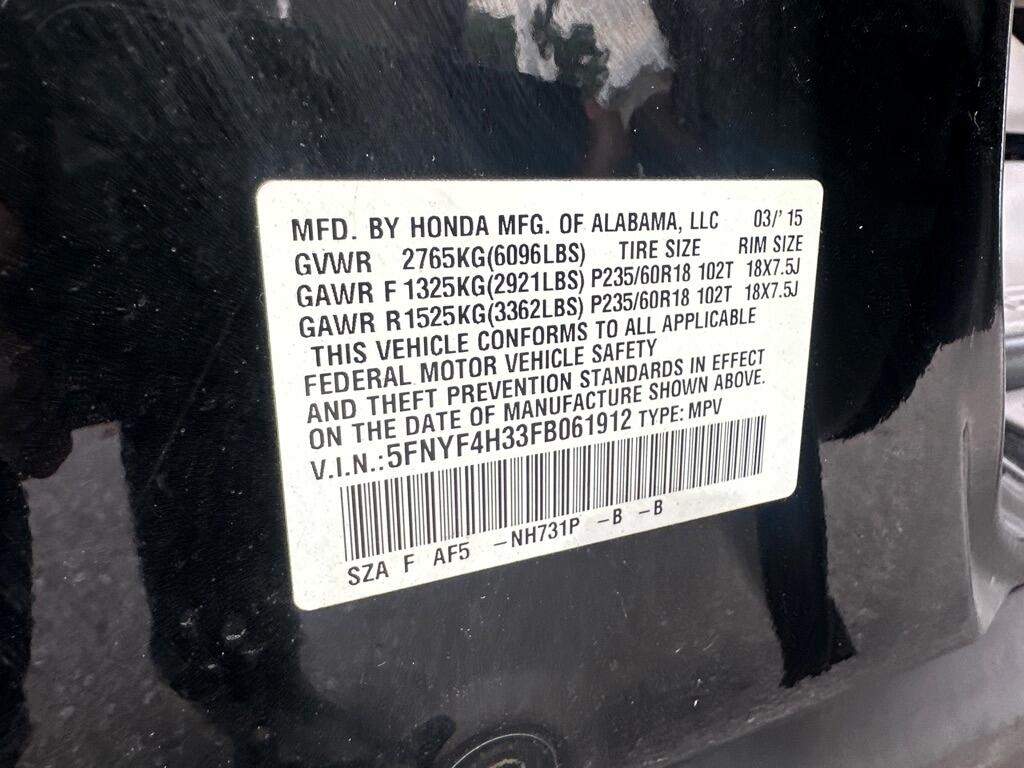 MFD. BY HONDA MFG. OF ALABAMA, LLC 03/'15
GVWR 2765KG(6096LBS) TIRE SIZE RIM SIZE
GAWR F 1325KG(2921LBS) P235/60R18 102T 18X7.5J
GAWR R1525KG(3362LBS) P235/60R18 102T 18X7.5J
THIS VEHICLE CONFORMS TO ALL APPLICABLE
FEDERAL MOTOR VEHICLE SAFETY
AND THEFT PREVENTION STANDARDS IN EFFECT
ON THE DATE OF MANUFACTURE SHOWN ABOVE.
V.I.N.:5FNYF4H33FB061912 TYPE: MPV
SZA F AF5 -NH731P -B -B